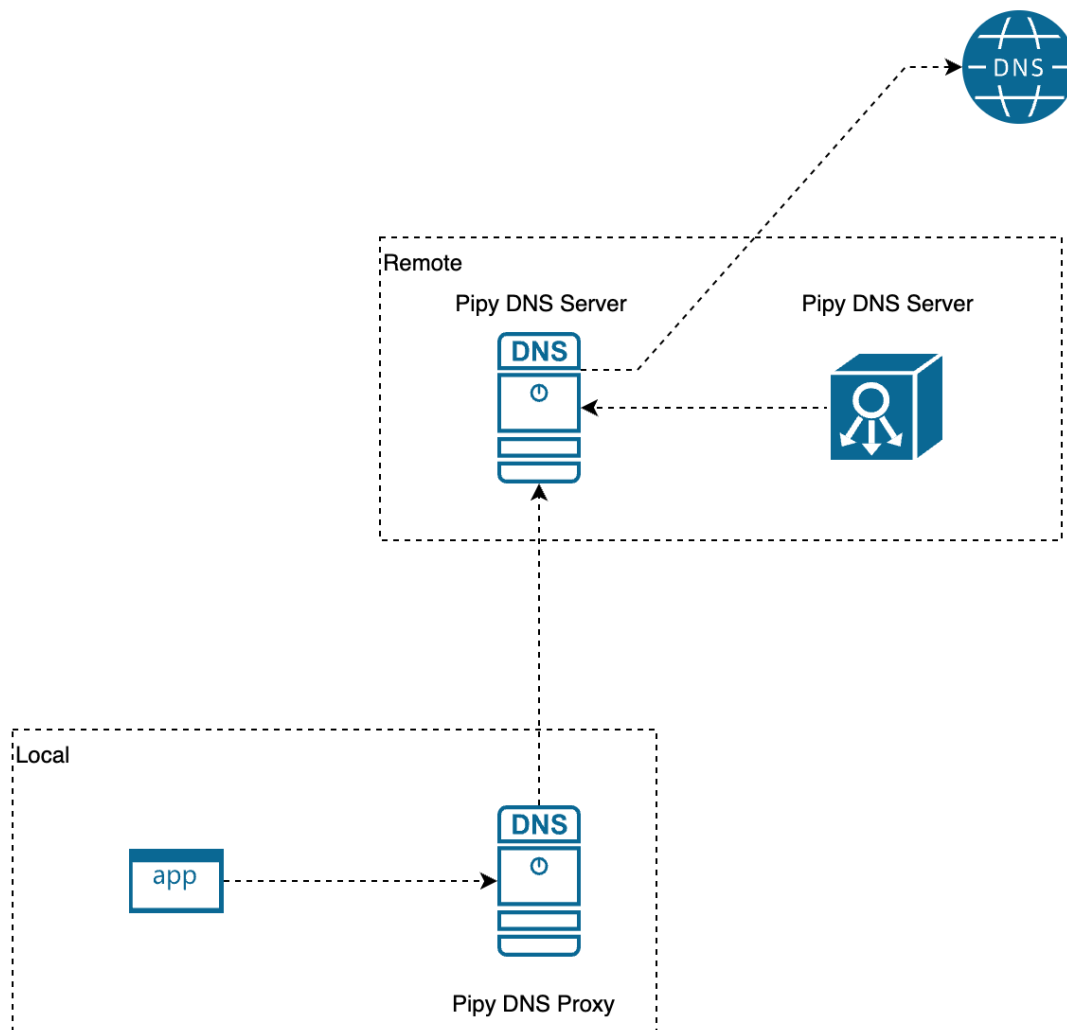 DNS
Remote
Pipy DNS Server
Pipy DNS Server
DNS
Local
DNS
app
Pipy DNS Proxy